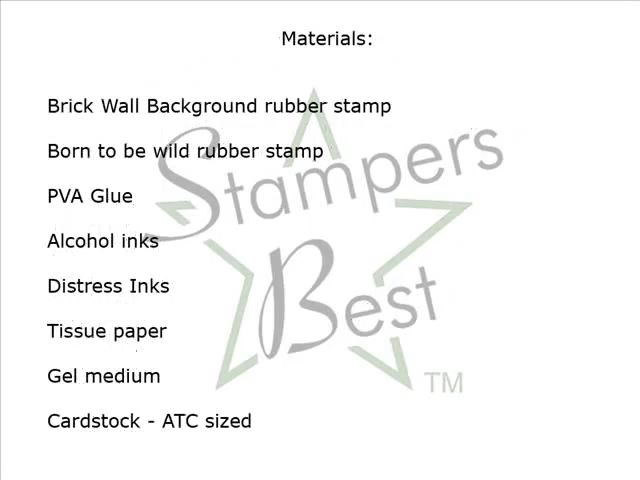 Materials:
Brick Wall Background rubber stamp
Born to be wild rubber stamp
PVA Glue
Alcohol inks
Distress Inks
Tissue paper
Gel medium
Cardstock - ATC sized
Stampers
Best
TM